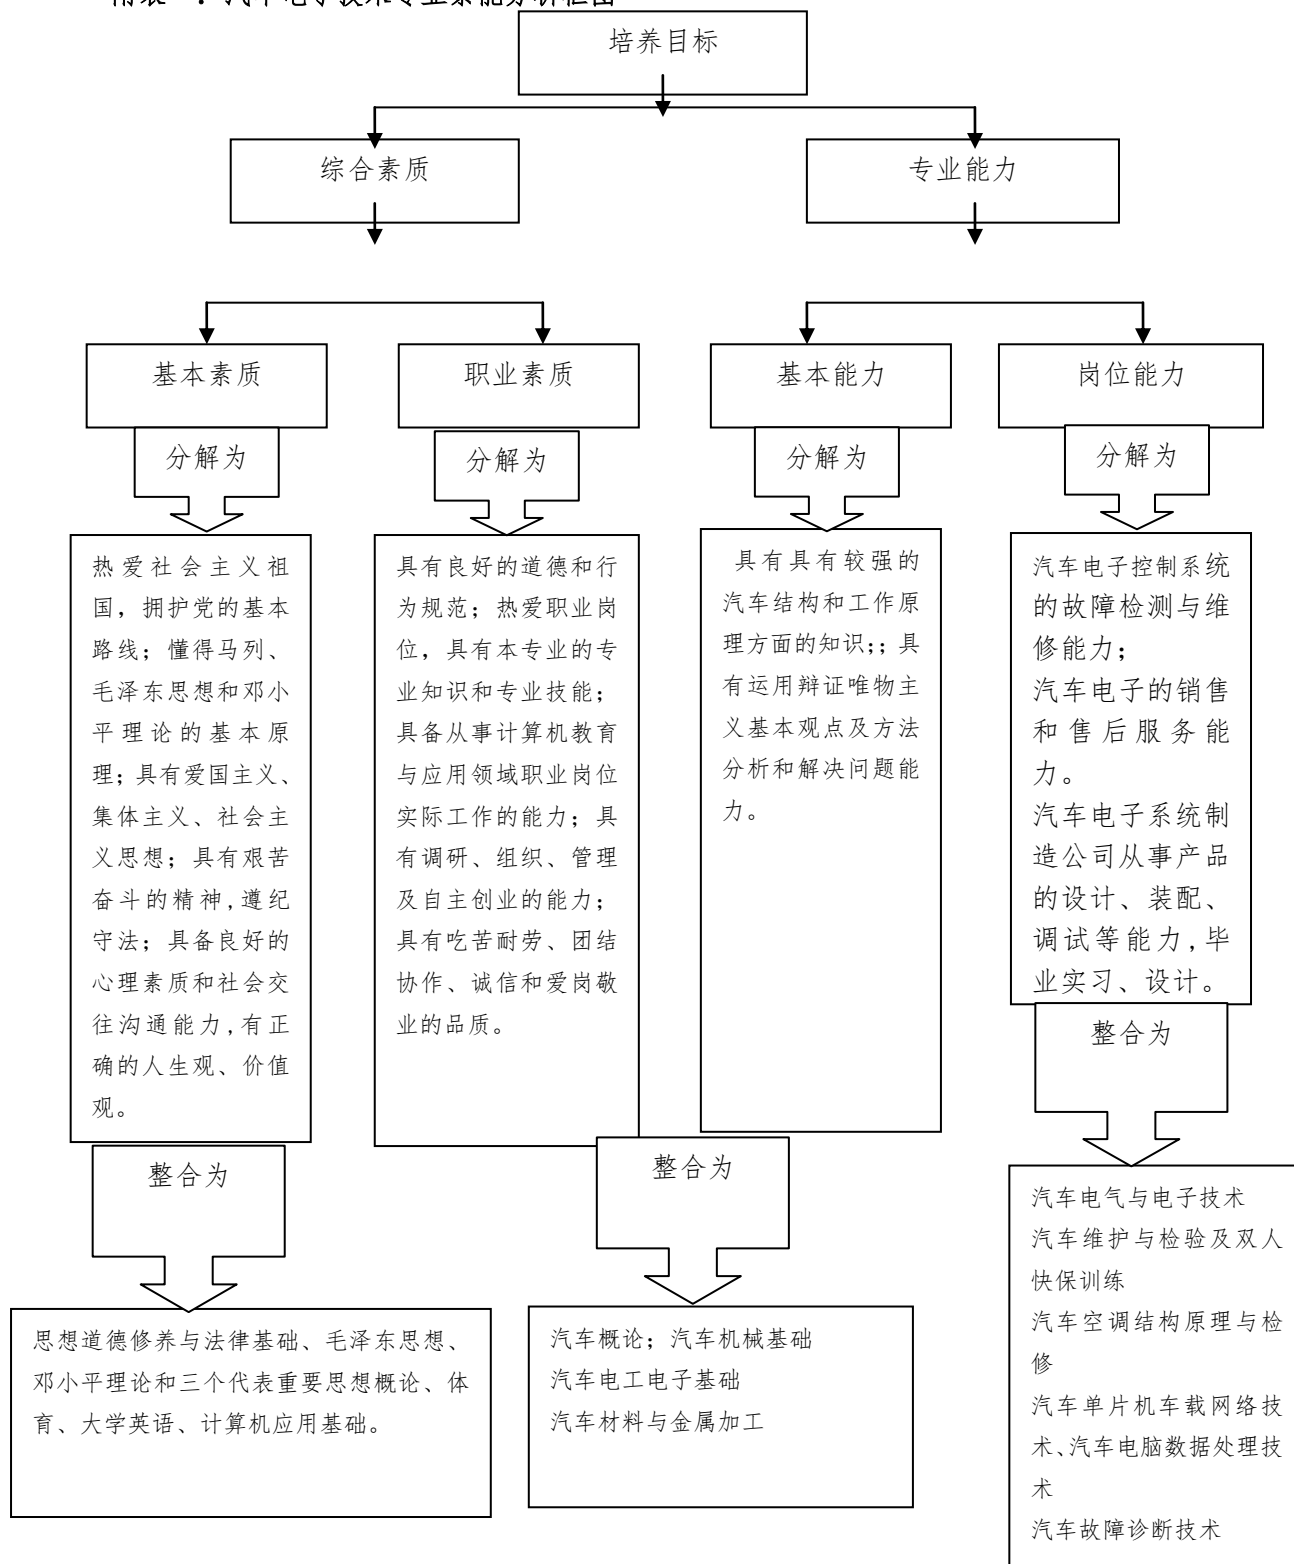 培养目标
综合素质
专业能力
基本素质
职业素质
基本能力
岗位能力
分解为
分解为
分解为
分解为
热爱社会主义祖
国，拥护党的基本
路线；懂得马列、
毛泽东思想和邓小
平理论的基本原
理；具有爱国主义、
集体主义、社会主
义思想；具有艰苦
奋斗的精神,遵纪
守法；具备良好的
心理素质和社会交
往沟通能力,有正
确的人生观、价值
观。
具有良好的道德和行
为规范；热爱职业岗
位，具有本专业的专
业知识和专业技能；
具备从事计算机教育
与应用领域职业岗位
实际工作的能力；具
有调研、组织、管理
及自主创业的能力；
具有吃苦耐劳、团结
协作、诚信和爱岗敬
业的品质。
具有具有较强的
汽车结构和工作原
理方面的知识;；具
有运用辩证唯物主
义基本观点及方法
分析和解决问题能
力。
汽车电子控制系统
的故障检测与维
修能力；
汽车电子的销售
和售后服务能
力。
汽车电子系统制
造公司从事产品
的设计、装配、
调试等能力,毕
业实习、设计。
整合为
整合为
整合为
思想道德修养与法律基础、毛泽东思想、
邓小平理论和三个代表重要思想概论、体
育、大学英语、计算机应用基础。
汽车概论；汽车机械基础
汽车电工电子基础
汽车材料与金属加工
汽车电气与电子技术
汽车维护与检验及双人
快保训练
汽车空调结构原理与检
修
汽车单片机车载网络技
术、汽车电脑数据处理技
术
汽车故障诊断技术